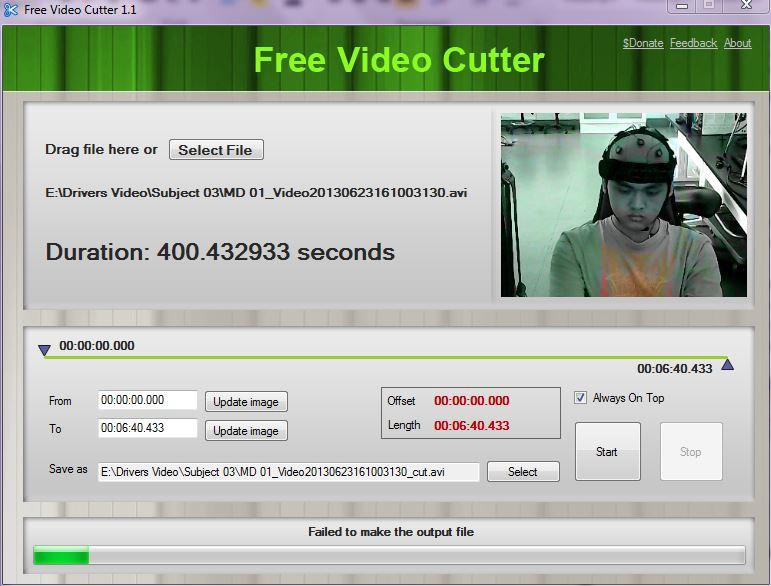 Free Video Cutter 1.1
Free Video Cutter
$Donate Feedback About
Drag file here or Select File
E:\Drivers Video\Subject 03\MD 01_Video20130623161003130.avi
Duration: 400.432933 seconds
00:00:00.000
00:06:40.433
From 00:00:00.000 Update image
Offset 00:00:00.000
Always On Top
To 00:06:40.433 Update image
Length 00:06:40.433
Start
Stop
Save as E:\Drivers Video\Subject 03\MD 01_Video20130623161003130_cut.avi Select
Failed to make the output file